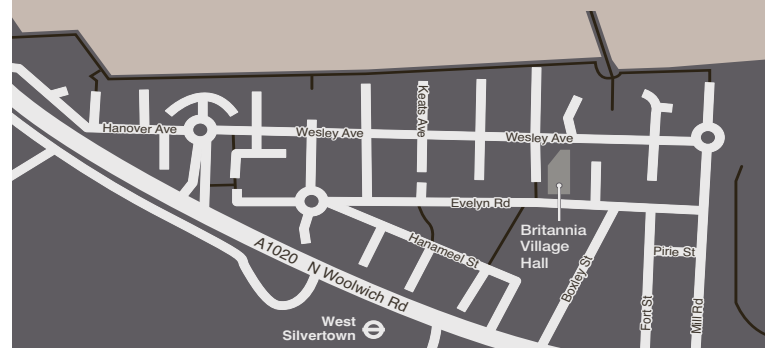 Hanover Ave
Wesley Ave
Keats Ave
Wesley Ave
Evelyn Rd
Britannia
Village
Hall
Hanameel St
A1020 N Woolwich Rd
Boxley St
Pirie St
Fort St
Mill Rd
West
Silvertown